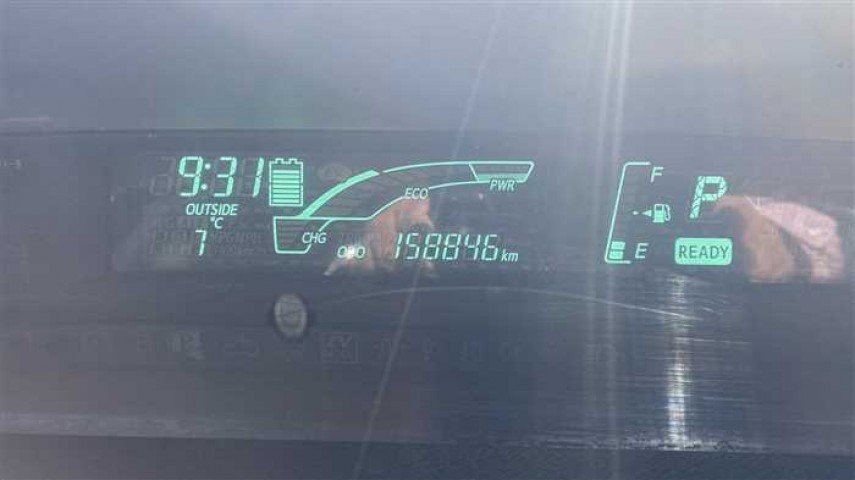 9:31
OUTSIDE
°C
7
CHG
ECO
PWR
ODO 158846 km
F
E
P
READY